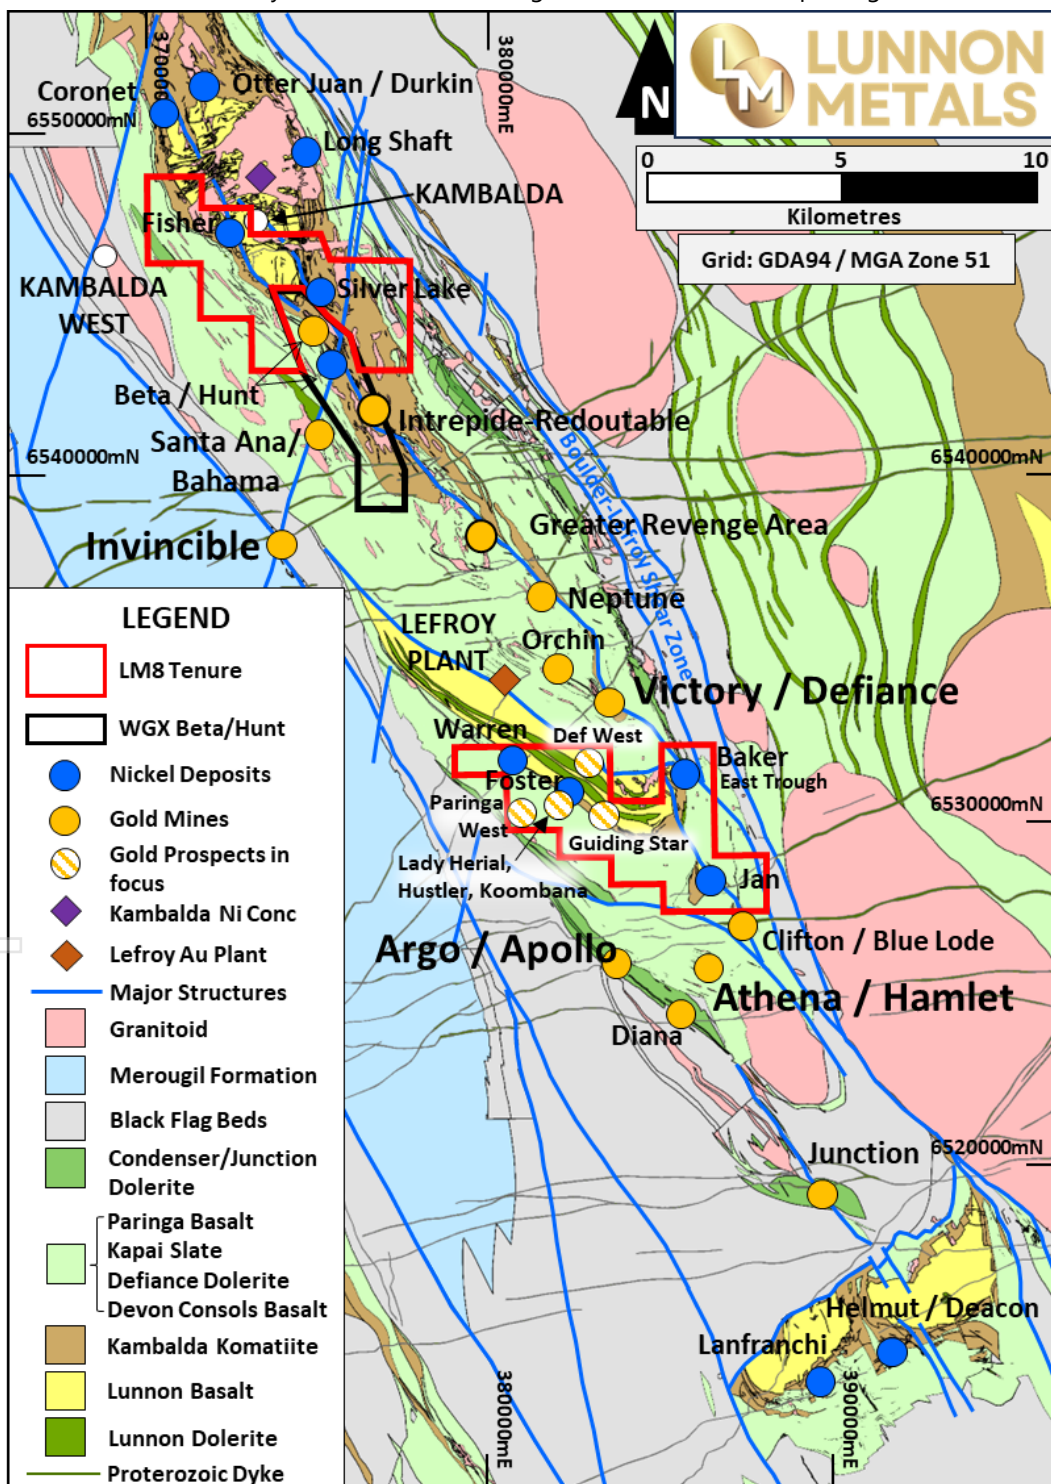 LUNNON
METALS
LM
N
370000
380000mE
Coronet
6550000mN
Otter Juan / Durkin
Long Shaft
KAMBALDA
Fisher
0 5 10
Kilometres
Grid: GDA94 / MGA Zone 51
KAMBALDA
WEST
Silver Lake
Beta / Hunt
Intrepide-Redoutable
Santa Ana/
Bahama
6540000mN
6540000mN
Boulder-Lefroy Shear Zone
Invincible
Greater Revenge Area
Neptune
LEFROY
PLANT
Orchin
Victory / Defiance
Warren
Def West
Foster
Baker
East Trough
Paringa
West
6530000mN
Guiding Star
Lady Herial,
Hustler, Koombana
Jan
Clifton / Blue Lode
Argo / Apollo
Athena / Hamlet
Diana
Junction
6520000mN
Helmut / Deacon
Lanfranchi
380000mE
390000mE
LEGEND
LM8 Tenure
WGX Beta/Hunt
Nickel Deposits
Gold Mines
Gold Prospects in
focus
Kambalda Ni Conc
Lefroy Au Plant
Major Structures
Granitoid
Merougil Formation
Black Flag Beds
Condenser/Junction
Dolerite
Paringa Basalt
Kapai Slate
Defiance Dolerite
Devon Consols Basalt
Kambalda Komatiite
Lunnon Basalt
Lunnon Dolerite
Proterozoic Dyke